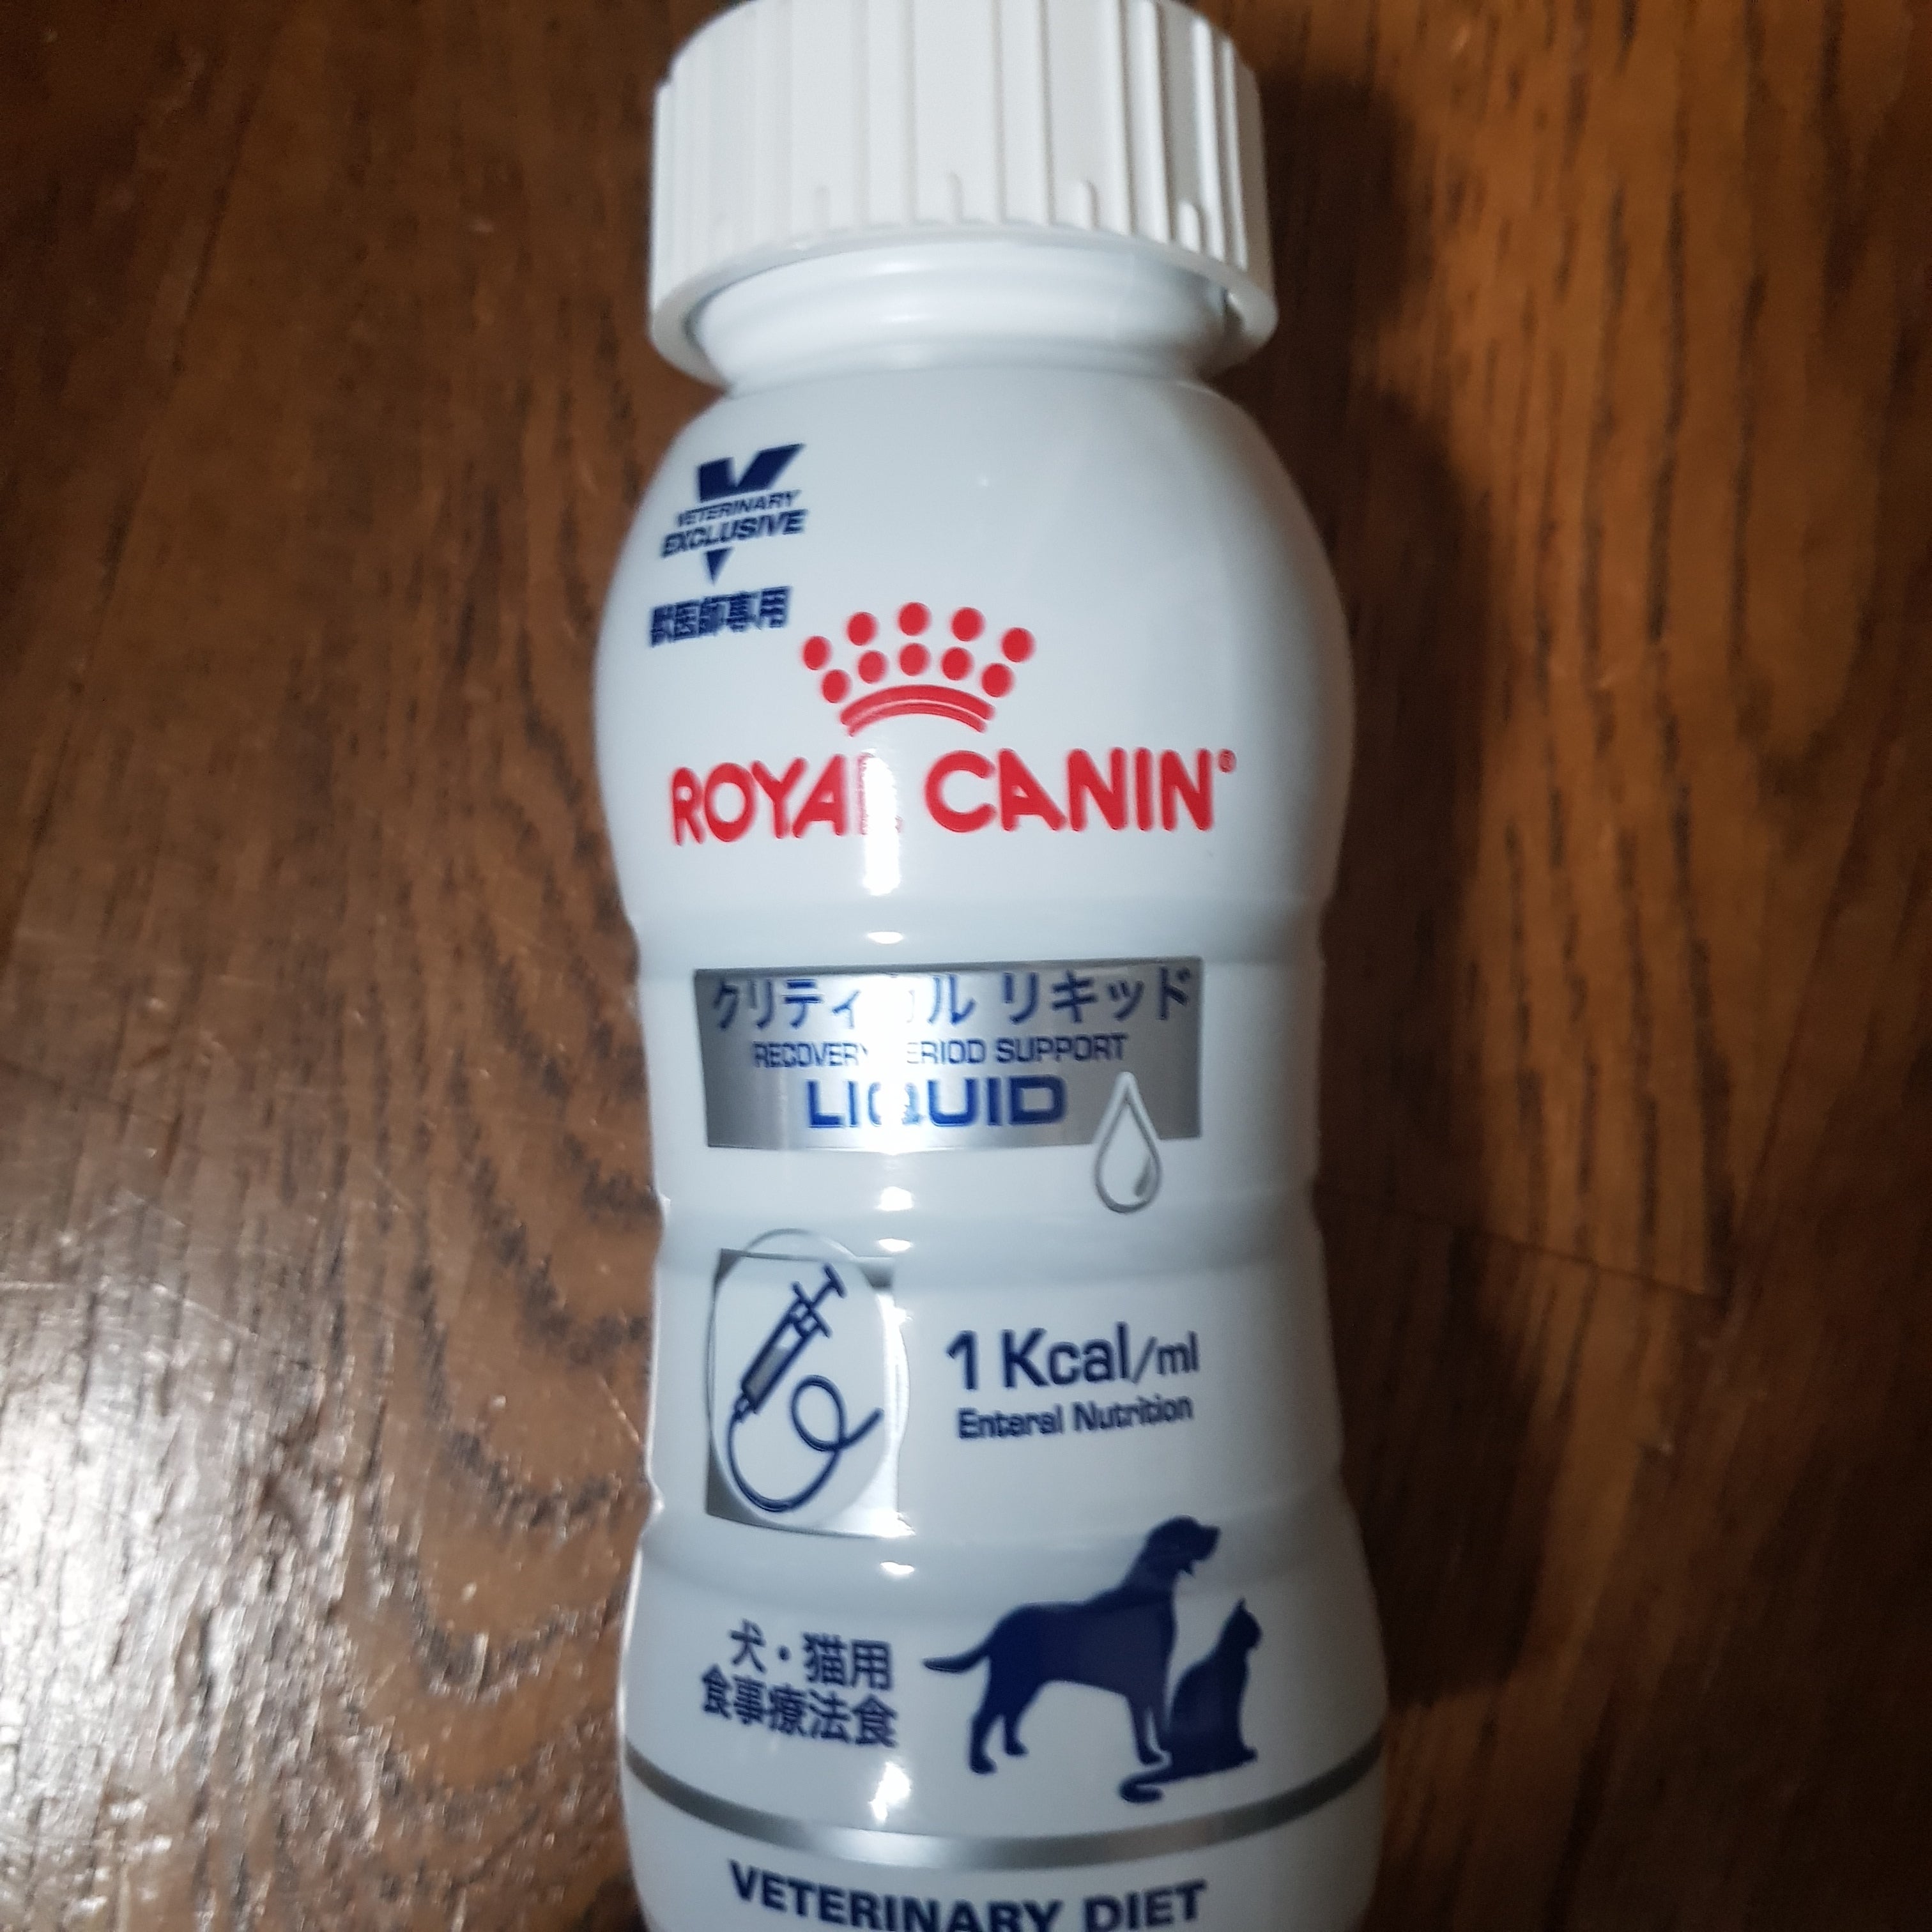 VETERINARY
EXCLUSIVE
獣医師専用
ROYAL CANIN®
クリティカル リキッド
RECOVERY PERIOD SUPPORT
LIQUID
1 Kcal/ml
Enteral Nutrition
犬・猫用
食事療法食
VETERINARY DIET